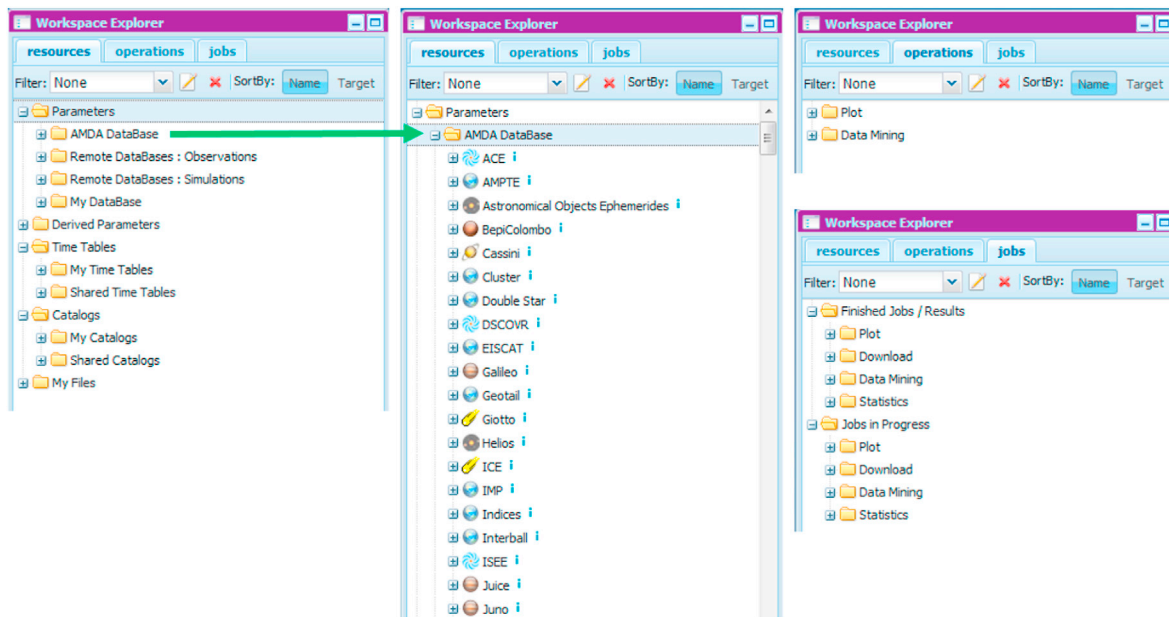 Workspace Explorer
resources operations jobs
Filter: None SortBy: Name Target
Parameters
AMDA DataBase
Remote DataBases : Observations
Remote DataBases : Simulations
My DataBase
Derived Parameters
Time Tables
My Time Tables
Shared Time Tables
Catalogs
My Catalogs
Shared Catalogs
My Files
Workspace Explorer
resources operations jobs
Filter: None SortBy: Name Target
Parameters
AMDA DataBase
ACE i
AMPTE i
Astronomical Objects Ephemerides i
BepiColombo i
Cassini i
Cluster i
Double Star i
DSCOVR i
EISCAT i
Galileo i
Geotail i
Giotto i
Helios i
ICE i
IMP i
Indices i
Interball i
ISEE i
Juice i
Juno i
Workspace Explorer
resources operations jobs
Filter: None SortBy: Name Target
Plot
Data Mining
Workspace Explorer
resources operations jobs
Filter: None SortBy: Name Target
Finished Jobs / Results
Plot
Download
Data Mining
Statistics
Jobs in Progress
Plot
Download
Data Mining
Statistics